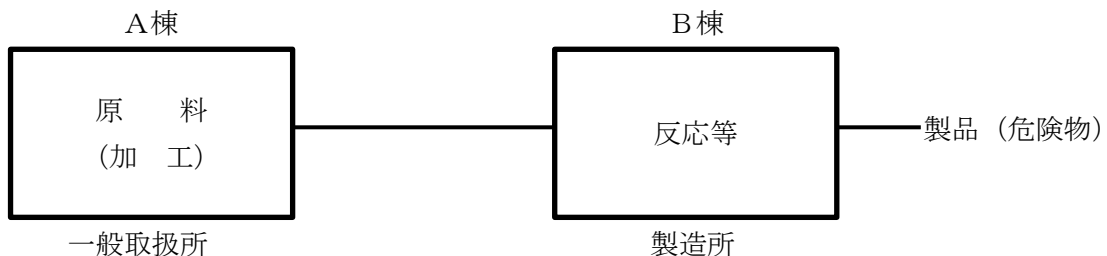 A棟
B棟
原　料
(加　工)
反応等
製品（危険物）
一般取扱所
製造所